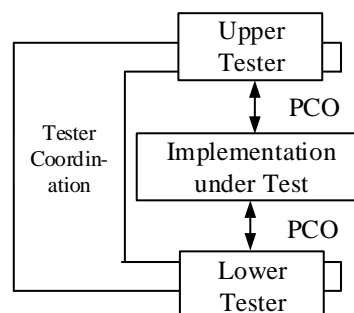 Upper
Tester
PCO
Tester
Coordin-
ation
Implementation
under Test
PCO
Lower
Tester